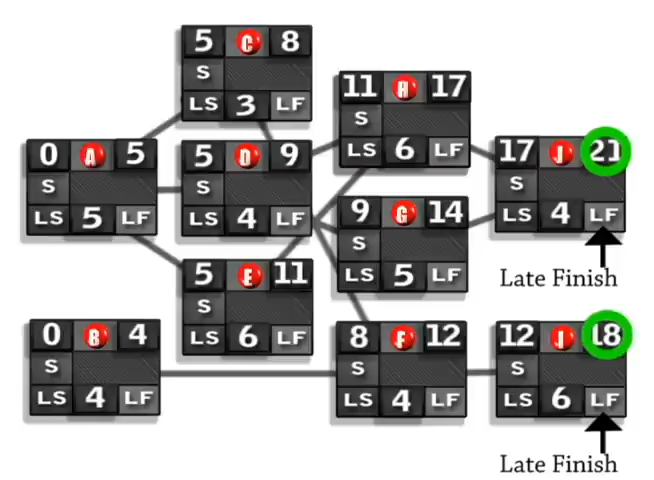 5 C 8
S
LS 3 LF
0 A 5
S
LS 5 LF
5 D 9
S
LS 4 LF
5 E 11
S
LS 6 LF
0 B 4
S
LS 4 LF
11 H 17
S
LS 6 LF
9 G 14
S
LS 5 LF
8 F 12
S
LS 4 LF
17 J 21
S
LS 4 LF
Late Finish
12 J 18
S
LS 6 LF
Late Finish